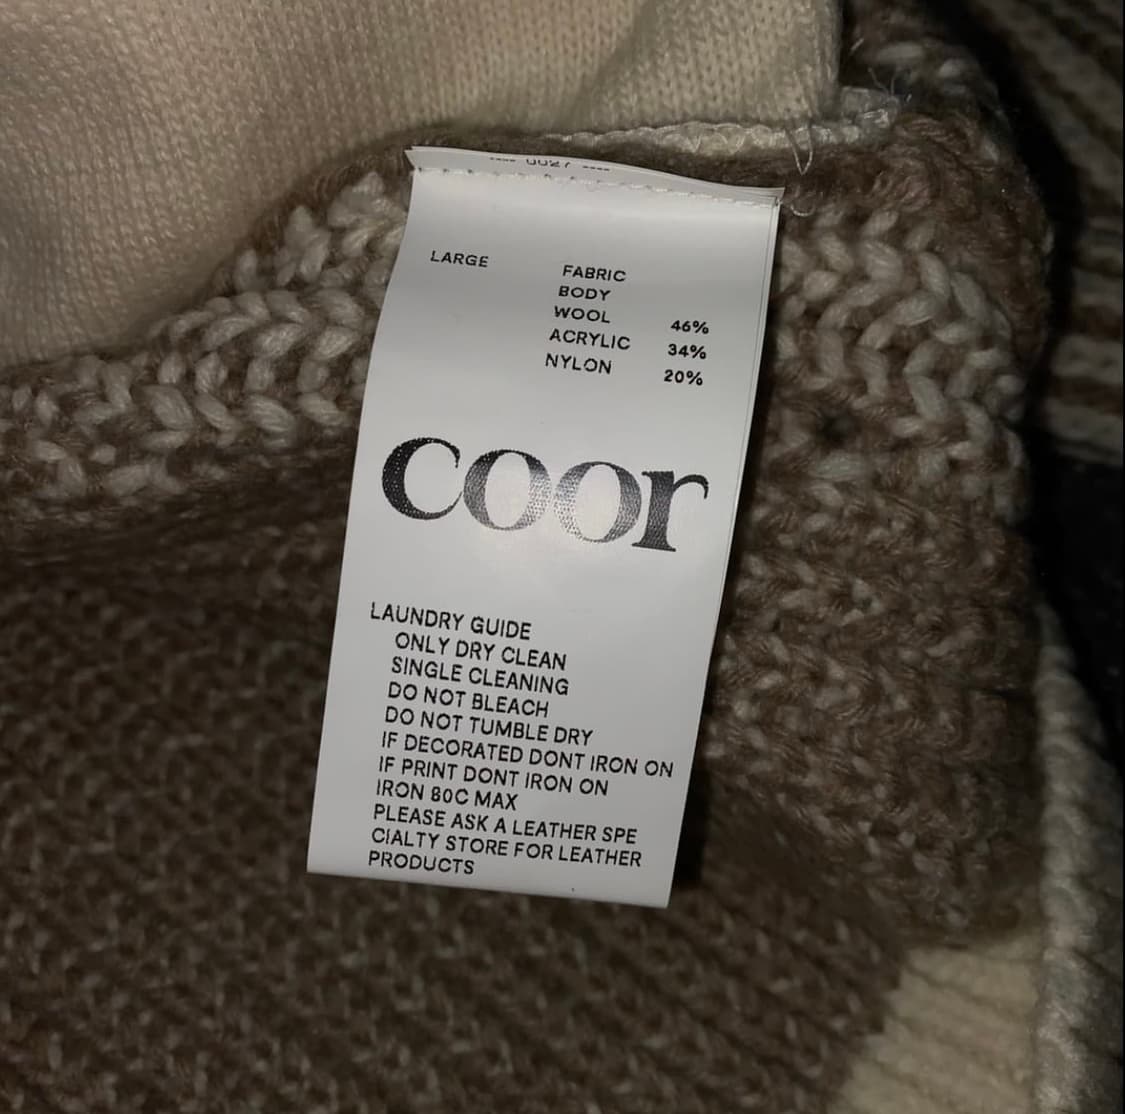 LARGE
FABRIC
BODY
WOOL 46%
ACRYLIC 34%
NYLON 20%
coor
LAUNDRY GUIDE
ONLY DRY CLEAN
SINGLE CLEANING
DO NOT BLEACH
DO NOT TUMBLE DRY
IF DECORATED DONT IRON ON
IF PRINT DONT IRON ON
IRON 80C MAX
PLEASE ASK A LEATHER SPE
CIALTY STORE FOR LEATHER
PRODUCTS